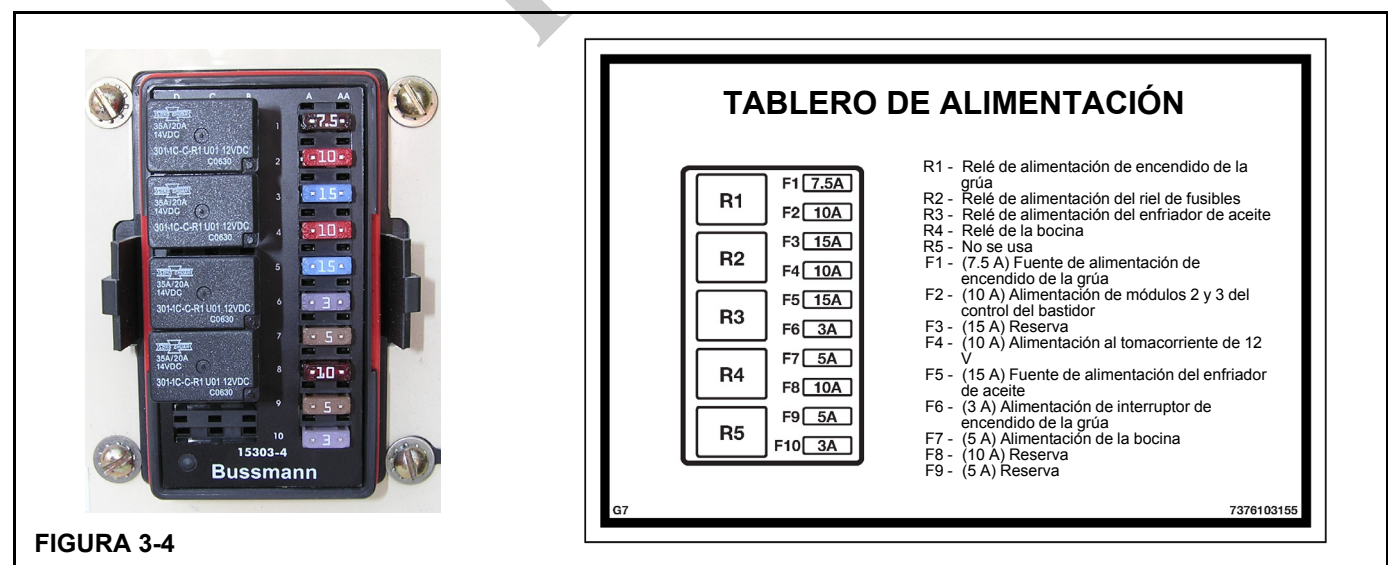 D C B A AA
35A/20A
14VDC
301-1C-C-R1 U01 12VDC
C0630
35A/20A
14VDC
301-1C-C-R1 U01 12VDC
C0630
35A/20A
14VDC
301-1C-C-R1 U01 12VDC
C0630
35A/20A
14VDC
301-1C-C-R1 U01 12VDC
C0630
1 7.5
2 10
3 15
4 10
5 15
6 3
7 5
8 10
9 5
10 3
15303-4
Bussmann
FIGURA 3-4
TABLERO DE ALIMENTACIÓN
R1
R2
R3
R4
R5
F1 7.5A
F2 10A
F3 15A
F4 10A
F5 15A
F6 3A
F7 5A
F8 10A
F9 5A
F10 3A
R1 - Relé de alimentación de encendido de la
grúa
R2 - Relé de alimentación del riel de fusibles
R3 - Relé de alimentación del enfriador de aceite
R4 - Relé de la bocina
R5 - No se usa
F1 - (7.5 A) Fuente de alimentación de
encendido de la grúa
F2 - (10 A) Alimentación de módulos 2 y 3 del
control del bastidor
F3 - (15 A) Reserva
F4 - (10 A) Alimentación al tomacorriente de 12
V
F5 - (15 A) Fuente de alimentación del enfriador
de aceite
F6 - (3 A) Alimentación de interruptor de
encendido de la grúa
F7 - (5 A) Alimentación de la bocina
F8 - (10 A) Reserva
F9 - (5 A) Reserva
G7
7376103155